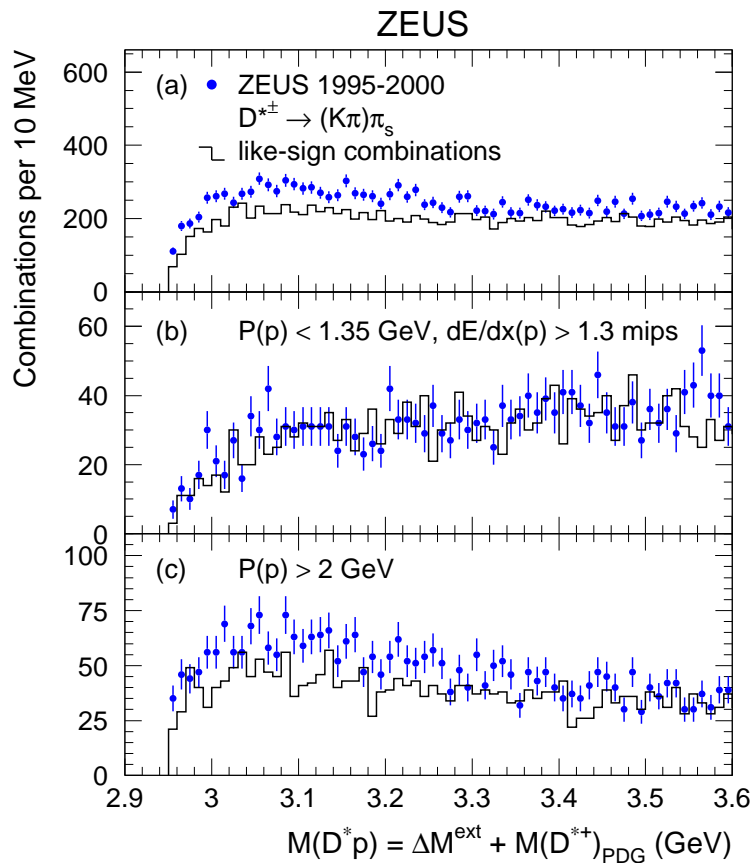 ZEUS
Combinations per 10 MeV
(a)
ZEUS 1995-2000
D*± → (Kπ)πs
like-sign combinations
600
400
200
0
(b)
P(p) < 1.35 GeV, dE/dx(p) > 1.3 mips
60
40
20
0
(c)
P(p) > 2 GeV
100
75
50
25
0
2.9 3 3.1 3.2 3.3 3.4 3.5 3.6
M(D*p) = ΔM^ext + M(D*+)PDG (GeV)